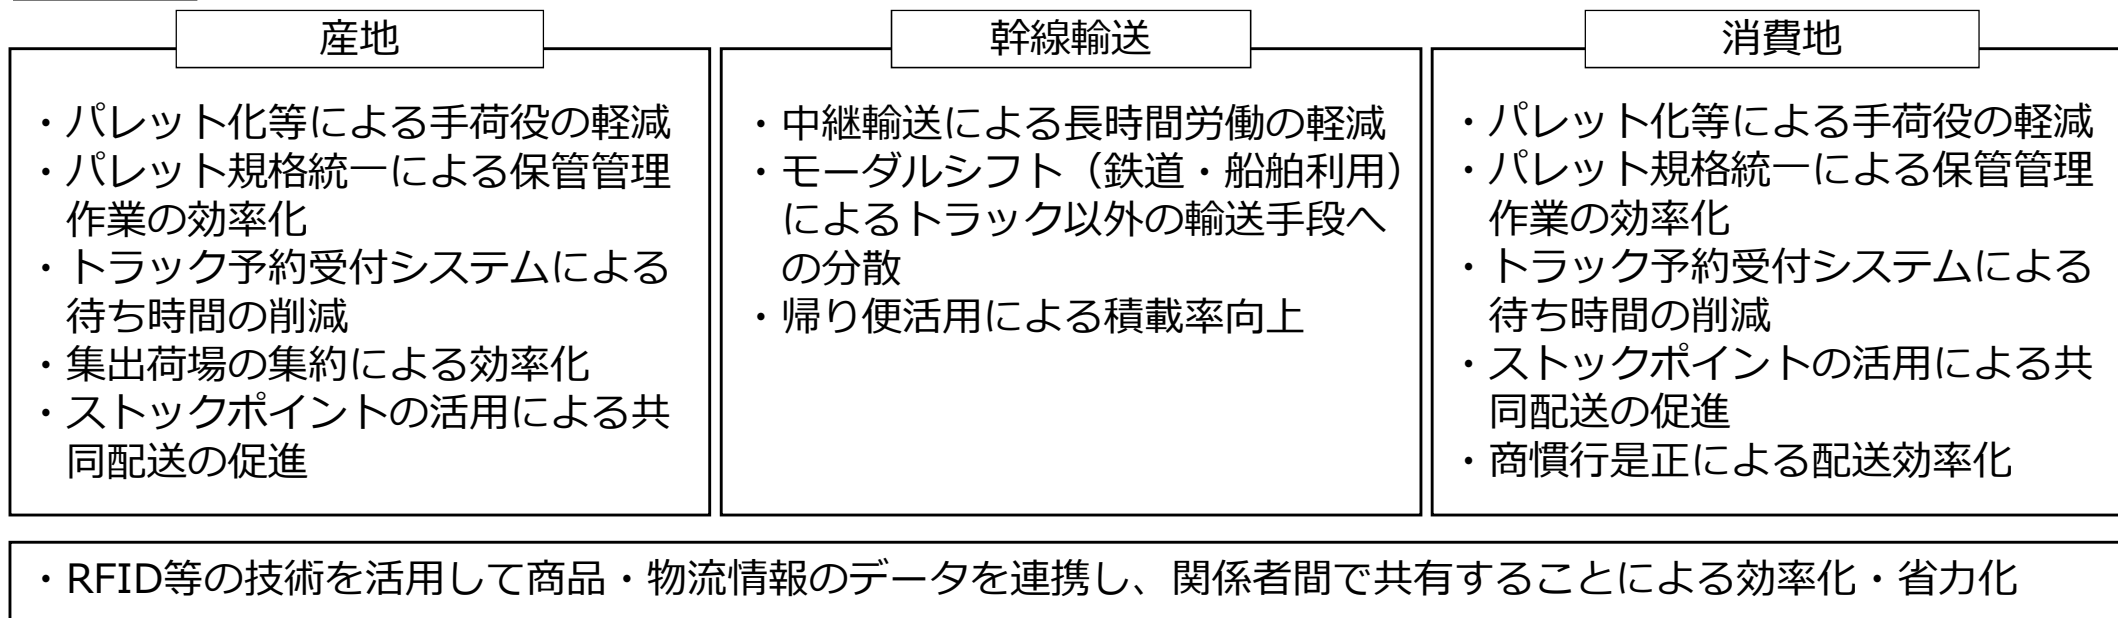 産地
・パレット化等による手荷役の軽減
・パレット規格統一による保管管理
作業の効率化
・トラック予約受付システムによる
待ち時間の削減
・集出荷場の集約による効率化
・ストックポイントの活用による共
同配送の促進
幹線輸送
・中継輸送による長時間労働の軽減
・モーダルシフト（鉄道・船舶利用）
によるトラック以外の輸送手段へ
の分散
・帰り便活用による積載率向上
消費地
・パレット化等による手荷役の軽減
・パレット規格統一による保管管理
作業の効率化
・トラック予約受付システムによる
待ち時間の削減
・ストックポイントの活用による共
同配送の促進
・商慣行是正による配送効率化
・RFID等の技術を活用して商品・物流情報のデータを連携し、関係者間で共有することによる効率化・省力化